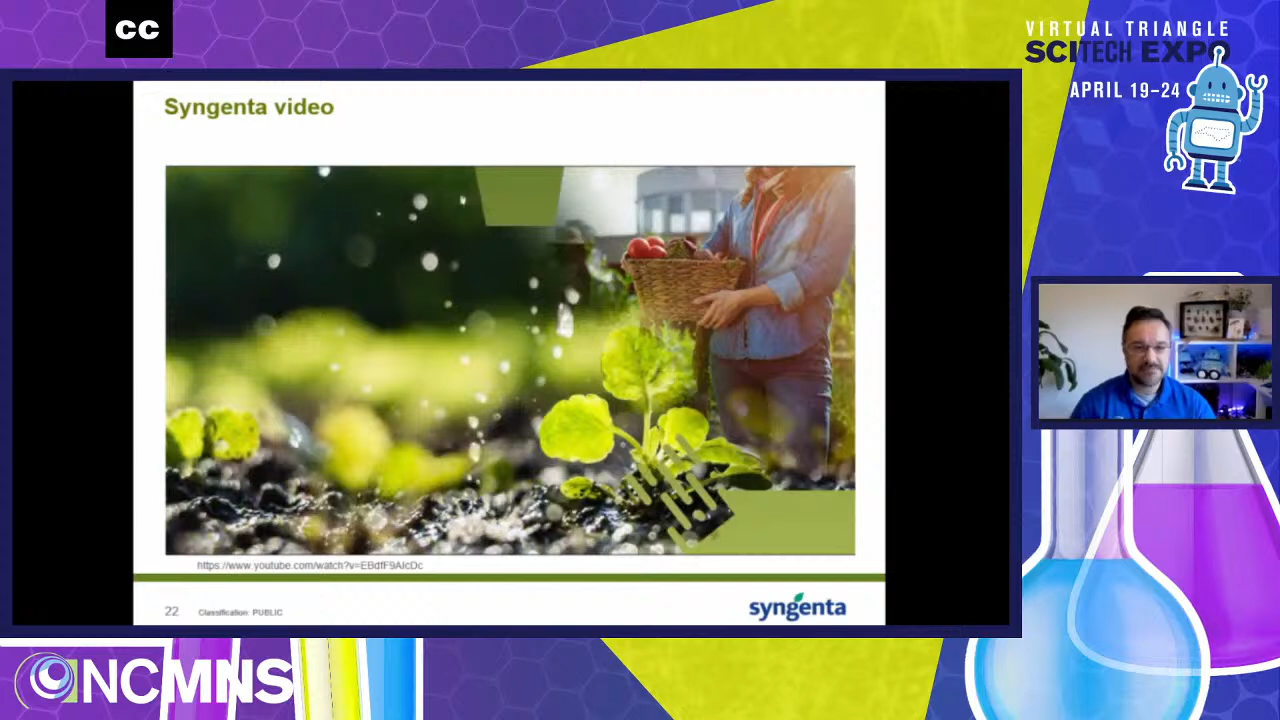 CC
VIRTUAL TRIANGLE
SCITECH EXPO
APRIL 19–24
Syngenta video
https://www.youtube.com/watch?v=EBdfF9AlcDc
22
Classification: PUBLIC
syngenta
NCMNS